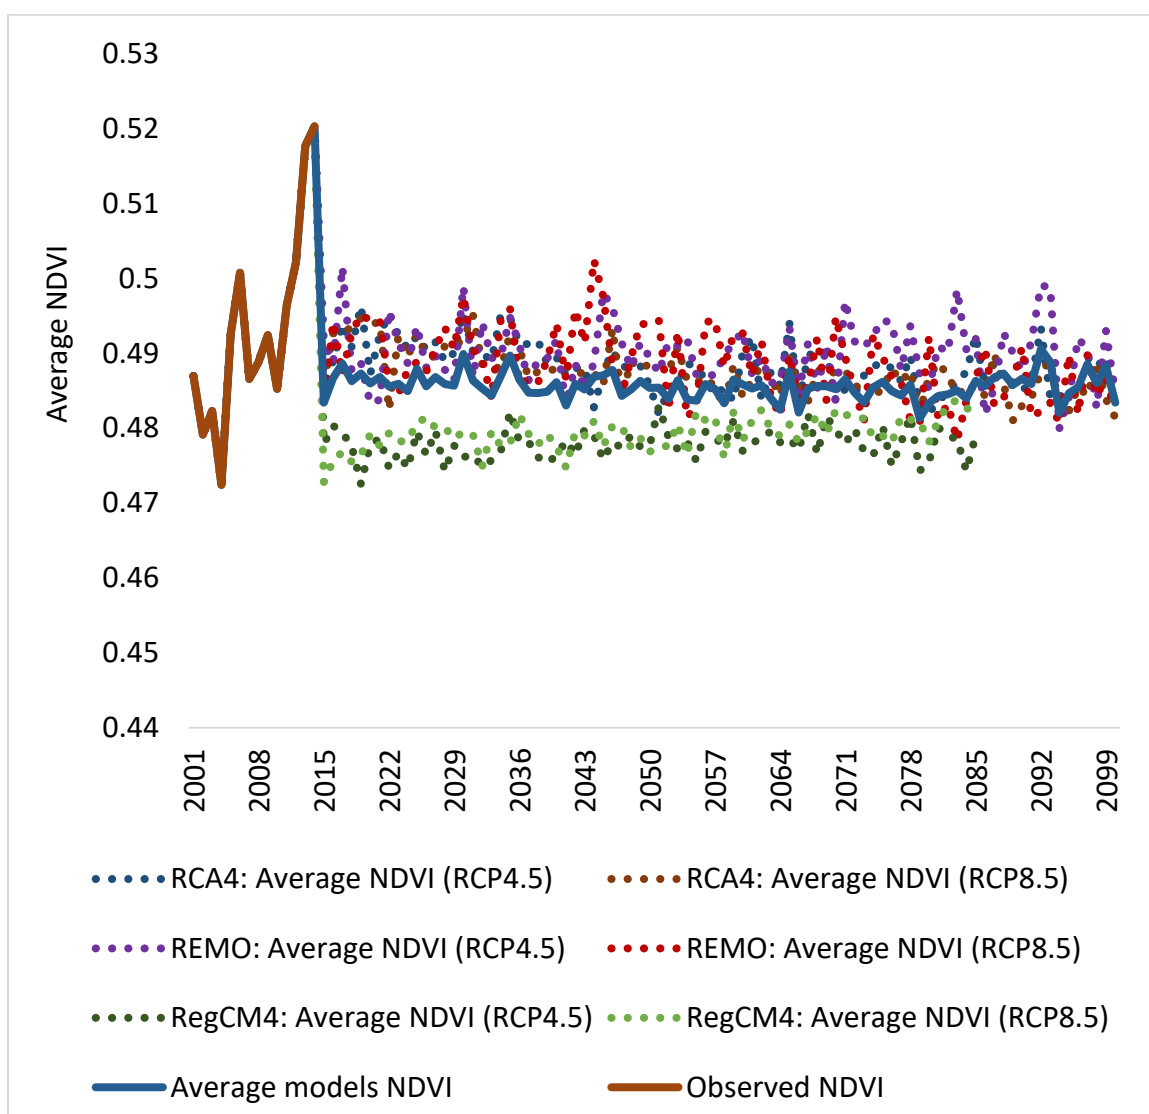 0.53
0.52
0.51
0.5
0.49
0.48
0.47
0.46
0.45
0.44
Average NDVI
2001 2008 2015 2022 2029 2036 2043 2050 2057 2064 2071 2078 2085 2092 2099
RCA4: Average NDVI (RCP4.5) RCA4: Average NDVI (RCP8.5)
REMO: Average NDVI (RCP4.5) REMO: Average NDVI (RCP8.5)
RegCM4: Average NDVI (RCP4.5) RegCM4: Average NDVI (RCP8.5)
Average models NDVI Observed NDVI